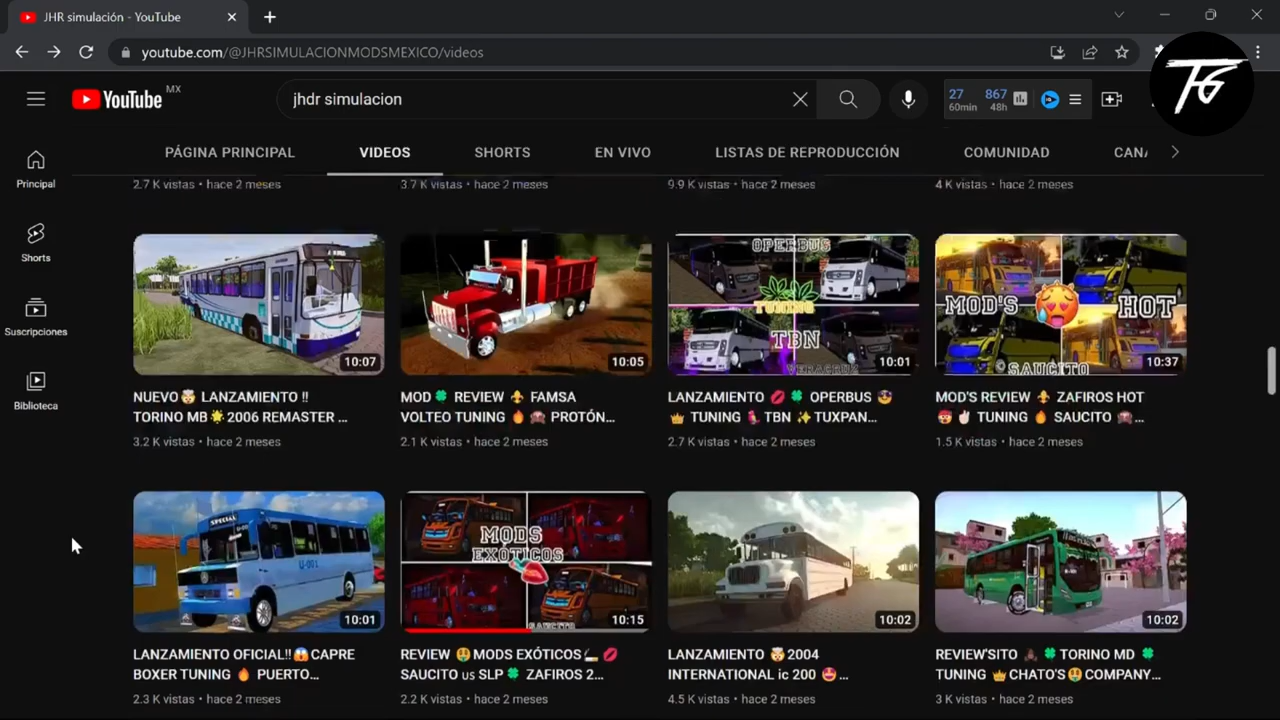 JHR simulación - YouTube
youtube.com/@JHRSIMULACIONMODSMEXICO/videos
YouTube MX
jhdr simulacion
27 60min
867 48h
TG
PÁGINA PRINCIPAL VIDEOS SHORTS EN VIVO LISTAS DE REPRODUCCIÓN COMUNIDAD
Principal
Shorts
Suscripciones
Biblioteca
2.7 K vistas • hace 2 meses
3.7 K vistas • hace 2 meses
9.9 K vistas • hace 2 meses
4 K vistas • hace 2 meses
10:07
10:05
OPERBUS
TUNING
TBN
VERACRUZ
10:01
MOD'S HOT
SAUCITO
10:37
NUEVO🤯 LANZAMIENTO !!
TORINO MB🌟2006 REMASTER ...
3.2 K vistas • hace 2 meses
MOD🍀 REVIEW ⚜️ FAMSA
VOLTEO TUNING 🔥 🙈 PROTÓN...
2.1 K vistas • hace 2 meses
LANZAMIENTO 💋 🍀 OPERBUS 😎
👑 TUNING 🦜 TBN ✨TUXPAN...
2.7 K vistas • hace 2 meses
MOD'S REVIEW ⚜️ ZAFIROS HOT
🎅✌🏻 TUNING 🔥 SAUCITO 🙈...
1.5 K vistas • hace 2 meses
SPECIAL
U-001
10:01
MODS
EXÓTICOS
SAUCITO
10:15
10:02
10:02
LANZAMIENTO OFICIAL!!😱CAPRE
BOXER TUNING 🔥 PUERTO...
2.3 K vistas • hace 2 meses
REVIEW 🤑MODS EXÓTICOS🚬 💋
SAUCITO us SLP 🍀 ZAFIROS 2...
2.2 K vistas • hace 2 meses
LANZAMIENTO 🤯2004
INTERNATIONAL ic 200 🤩...
4.5 K vistas • hace 2 meses
REVIEW'SITO 🙈 🍀TORINO MD 🍀
TUNING 👑CHATO'S🤑COMPANY...
3 K vistas • hace 2 meses